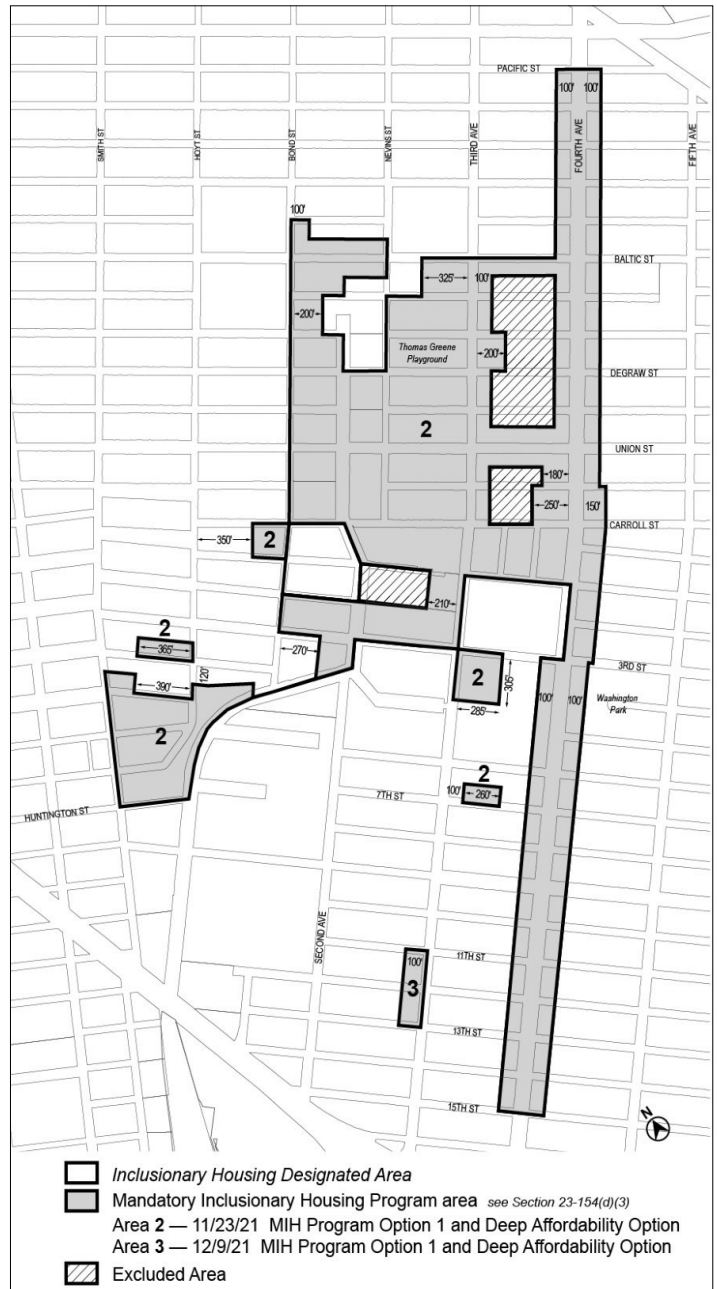 PACIFIC ST
100' 100'
SMITH ST
HOYT ST
BOND ST
NEVINS ST
THIRD AVE
FOURTH AVE
FIFTH AVE
100'
BALTIC ST
325'
100'
200'
Thomas Greene
Playground
200'
DEGRAW ST
2
UNION ST
180'
250'
150'
CARROLL ST
350'
2
210'
2
365'
270'
120'
390'
2
3RD ST
305'
2
285'
100'
100'
Washington
Park
2
100'
260'
7TH ST
HUNTINGTON ST
SECOND AVE
11TH ST
100'
3
13TH ST
15TH ST
N
Inclusionary Housing Designated Area
Mandatory Inclusionary Housing Program area see Section 23-154(d)(3)
Area 2 — 11/23/21 MIH Program Option 1 and Deep Affordability Option
Area 3 — 12/9/21 MIH Program Option 1 and Deep Affordability Option
Excluded Area